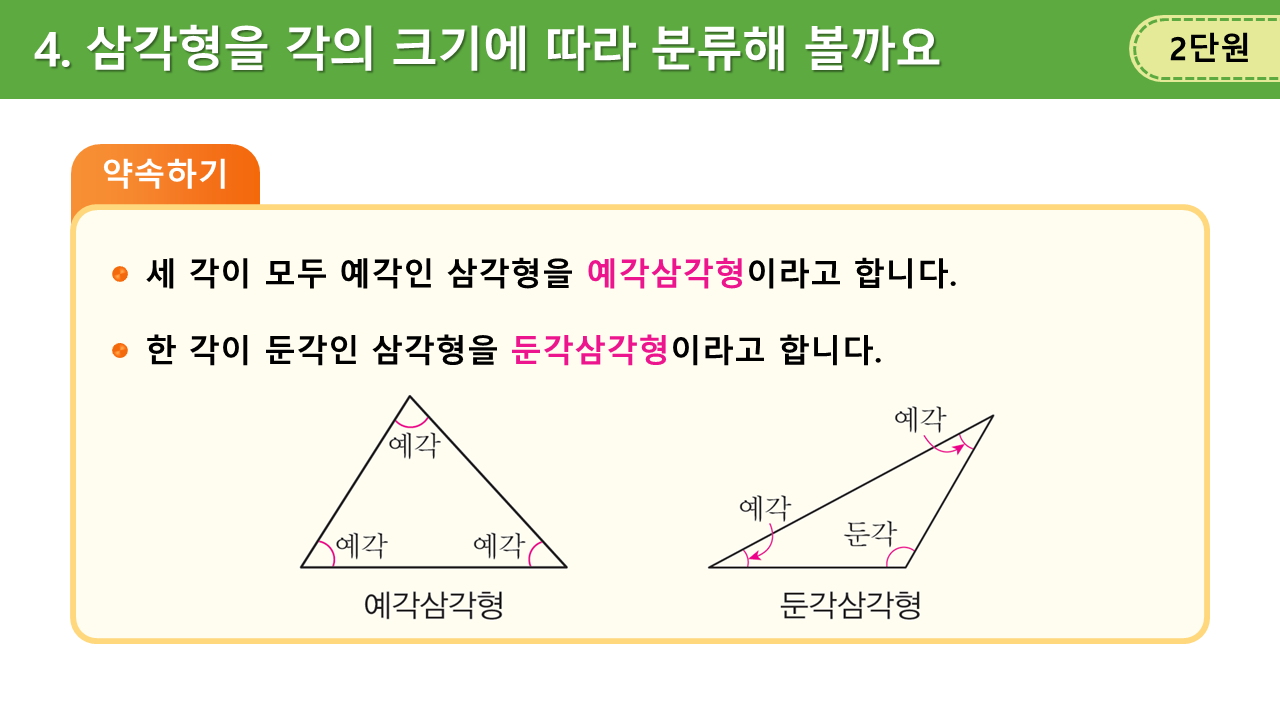 4. 삼각형을 각의 크기에 따라 분류해 볼까요
2단원
약속하기
세 각이 모두 예각인 삼각형을 예각삼각형이라고 합니다.
한 각이 둔각인 삼각형을 둔각삼각형이라고 합니다.
예각
예각
예각
예각삼각형
예각
예각
둔각
둔각삼각형